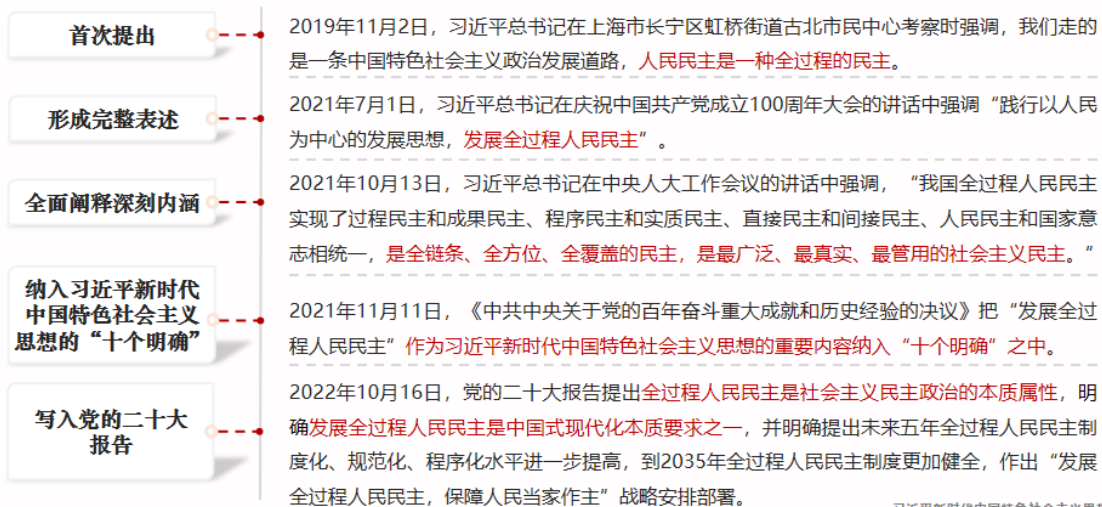 首次提出
2019年11月2日，习近平总书记在上海市长宁区虹桥街道古北市民中心考察时强调，我们走的
是一条中国特色社会主义政治发展道路，人民民主是一种全过程的民主。
形成完整表述
2021年7月1日，习近平总书记在庆祝中国共产党成立100周年大会的讲话中强调“践行以人民
为中心的发展思想，发展全过程人民民主”。
全面阐释深刻内涵
2021年10月13日，习近平总书记在中央人大工作会议的讲话中强调，“我国全过程人民民主
实现了过程民主和成果民主、程序民主和实质民主、直接民主和间接民主、人民民主和国家意
志相统一，是全链条、全方位、全覆盖的民主，是最广泛、最真实、最管用的社会主义民主。“
纳入习近平新时代
中国特色社会主义
思想的“十个明确”
2021年11月11日，《中共中央关于党的百年奋斗重大成就和历史经验的决议》把“发展全过
程人民民主”作为习近平新时代中国特色社会主义思想的重要内容纳入“十个明确”之中。
写入党的二十大
报告
2022年10月16日，党的二十大报告提出全过程人民民主是社会主义民主政治的本质属性，明
确发展全过程人民民主是中国式现代化本质要求之一，并明确提出未来五年全过程人民民主制
度化、规范化、程序化水平进一步提高，到2035年全过程人民民主制度更加健全，作出“发展
全过程人民民主，保障人民当家作主”战略安排部署。